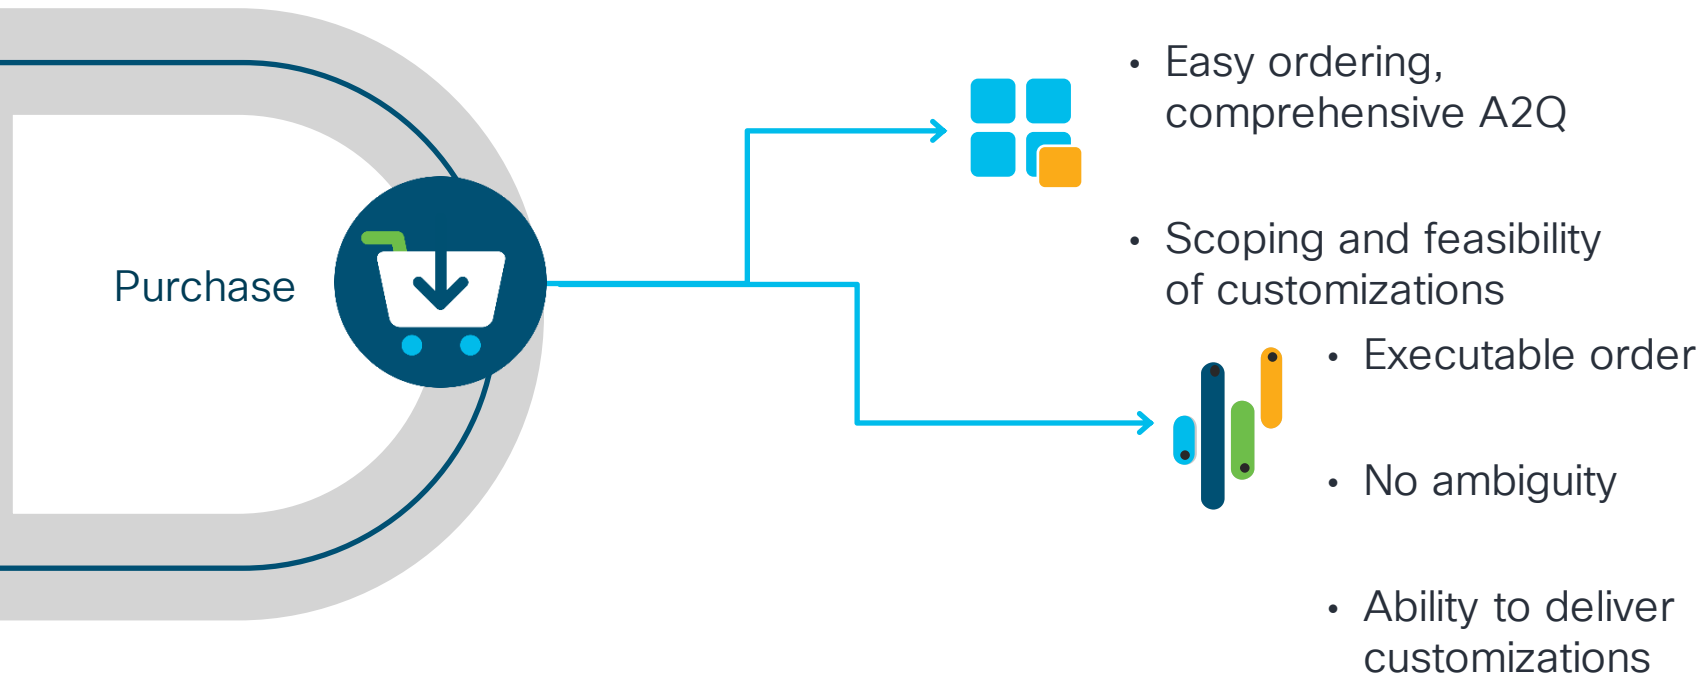 Purchase
• Easy ordering,
comprehensive A2Q
• Scoping and feasibility
of customizations
• Executable order
• No ambiguity
• Ability to deliver
customizations